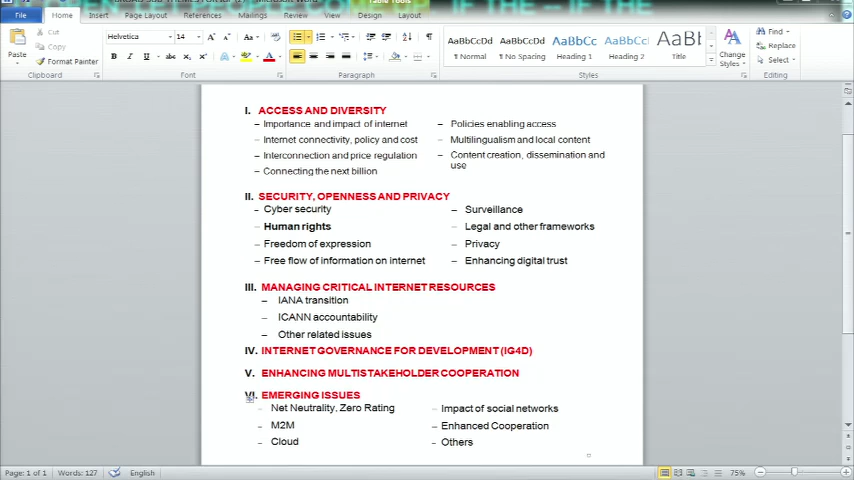 IF THE -- IF THE
File Home Insert Page Layout References Mailings Review View Design Layout
Cut
Copy
Paste
Format Painter
Clipboard
Helvetica 14
Font
Paragraph
AaBbCcDd AaBbCcDd AaBbCc AaBbCc AaB
¶ Normal ¶ No Spacing Heading 1 Heading 2 Title
Styles
Change
Styles
Find
Replace
Select
Editing
I. ACCESS AND DIVERSITY
– Importance and impact of internet
– Internet connectivity, policy and cost
– Interconnection and price regulation
– Connecting the next billion
– Policies enabling access
– Multilingualism and local content
– Content creation, dissemination and
use
II. SECURITY, OPENNESS AND PRIVACY
– Cyber security
– Human rights
– Freedom of expression
– Free flow of information on internet
– Surveillance
– Legal and other frameworks
– Privacy
– Enhancing digital trust
III. MANAGING CRITICAL INTERNET RESOURCES
– IANA transition
– ICANN accountability
– Other related issues
IV. INTERNET GOVERNANCE FOR DEVELOPMENT (IG4D)
V. ENHANCING MULTISTAKEHOLDER COOPERATION
VI. EMERGING ISSUES
– Net Neutrality, Zero Rating
– M2M
– Cloud
– Impact of social networks
– Enhanced Cooperation
– Others
Page: 1 of 1 Words: 127 English 75%